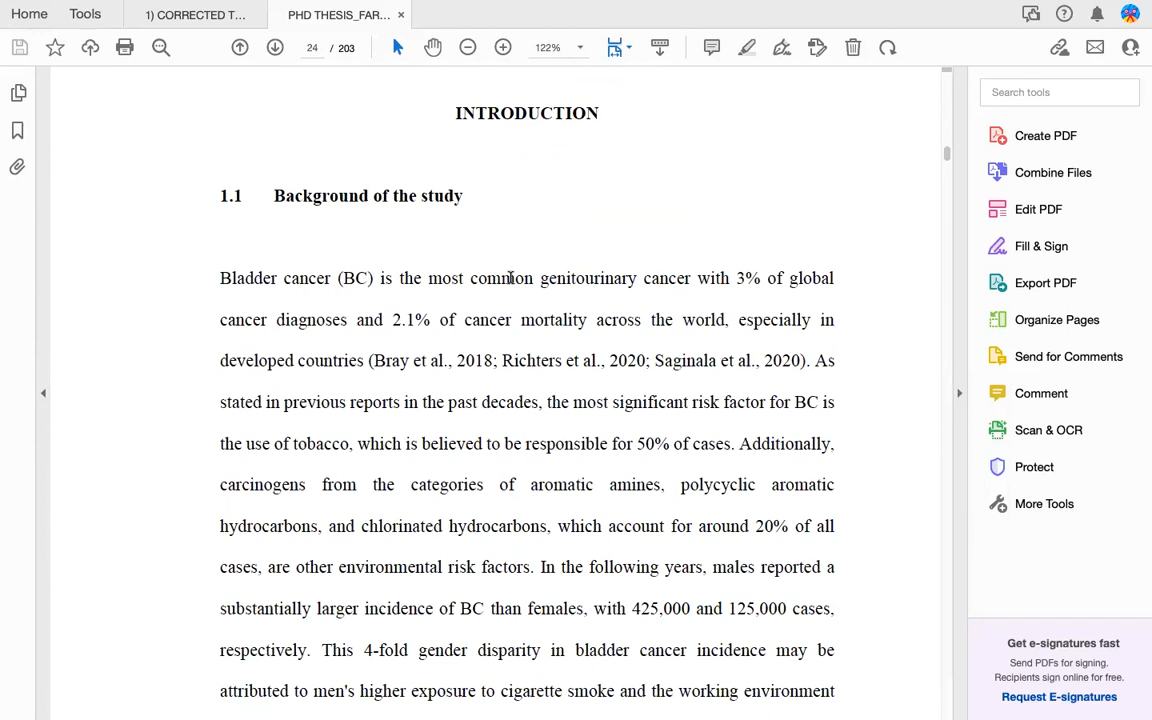 Home Tools 1) CORRECTED T... PHD THESIS_FAR... ×
24 / 203 122%
INTRODUCTION
1.1 Background of the study
Bladder cancer (BC) is the most common genitourinary cancer with 3% of global
cancer diagnoses and 2.1% of cancer mortality across the world, especially in
developed countries (Bray et al., 2018; Richters et al., 2020; Saginala et al., 2020). As
stated in previous reports in the past decades, the most significant risk factor for BC is
the use of tobacco, which is believed to be responsible for 50% of cases. Additionally,
carcinogens from the categories of aromatic amines, polycyclic aromatic
hydrocarbons, and chlorinated hydrocarbons, which account for around 20% of all
cases, are other environmental risk factors. In the following years, males reported a
substantially larger incidence of BC than females, with 425,000 and 125,000 cases,
respectively. This 4-fold gender disparity in bladder cancer incidence may be
attributed to men's higher exposure to cigarette smoke and the working environment
Search tools
Create PDF
Combine Files
Edit PDF
Fill & Sign
Export PDF
Organize Pages
Send for Comments
Comment
Scan & OCR
Protect
More Tools
Get e-signatures fast
Send PDFs for signing.
Recipients sign online for free.
Request E-signatures